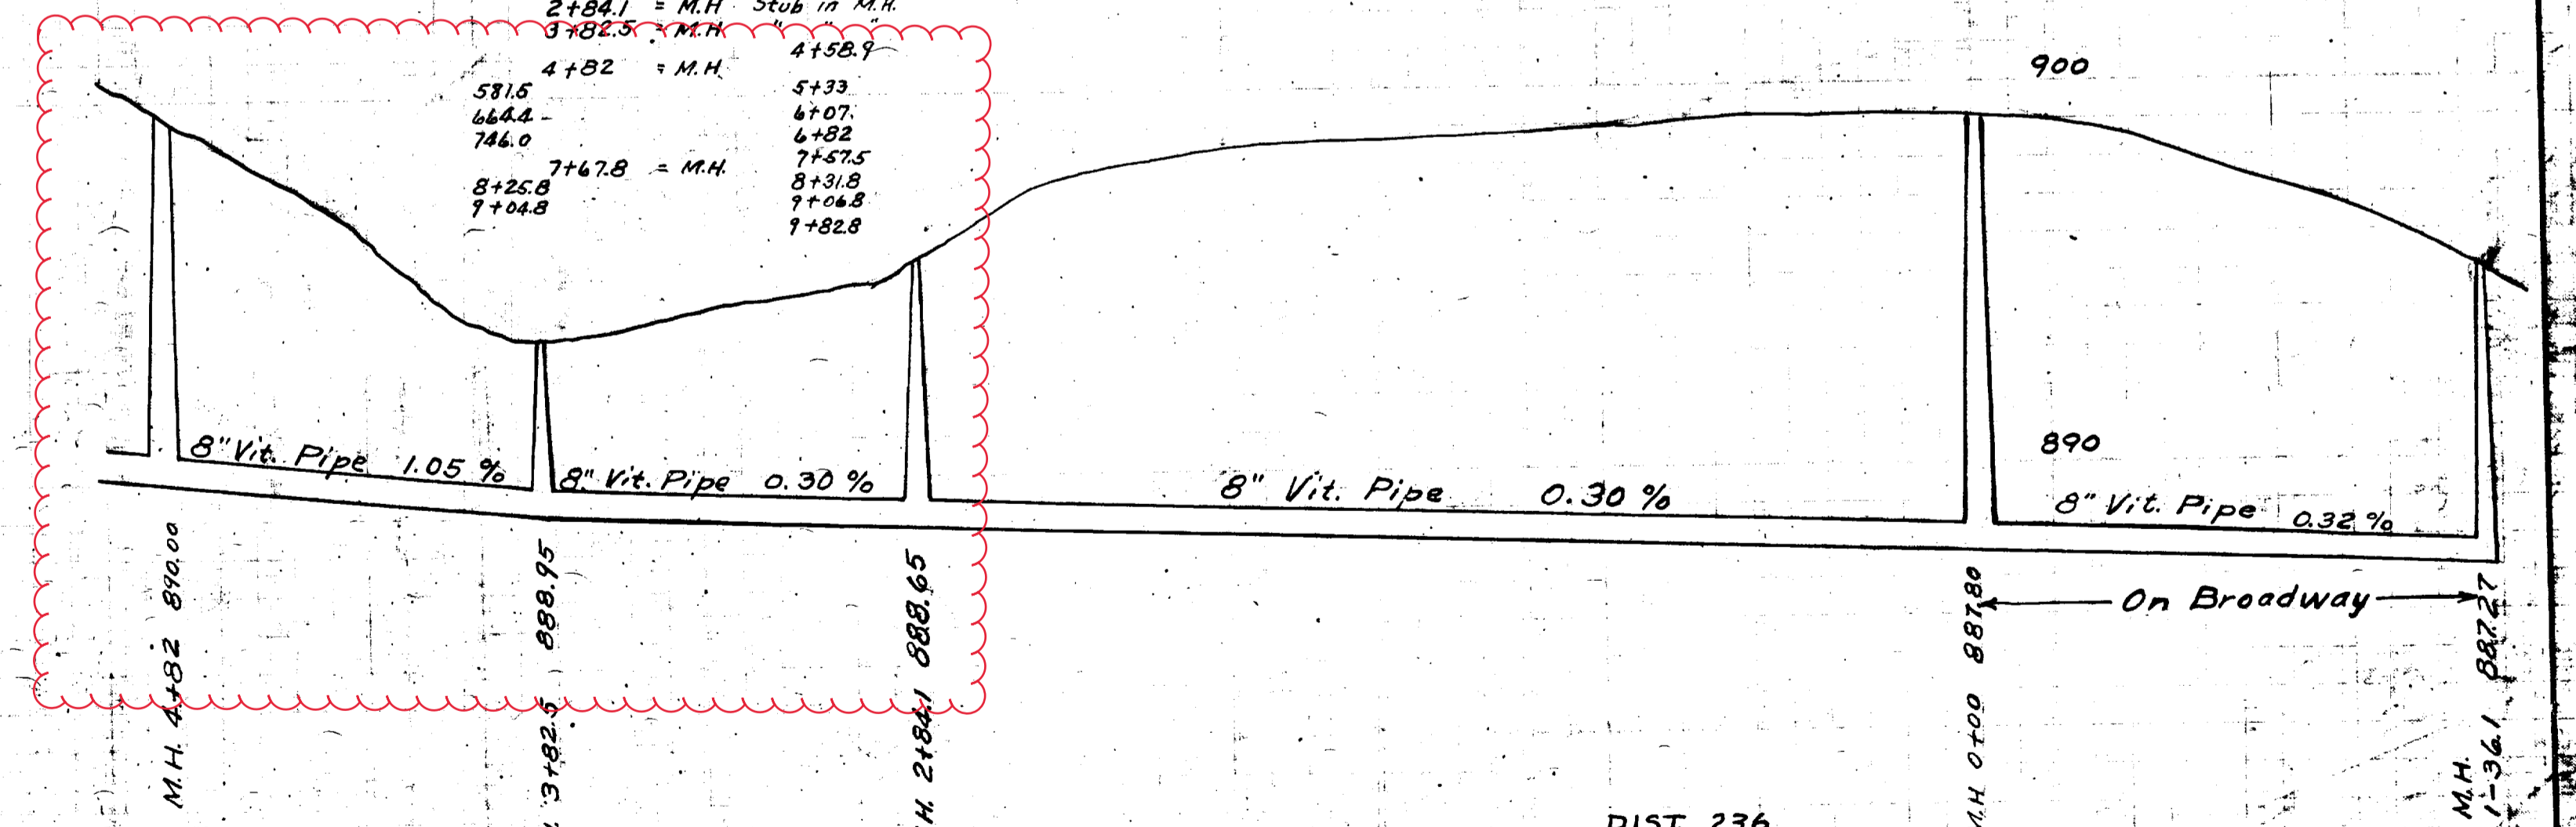 2+84.1 = M.H. Stub in M.H.
3+82.5 = M.H. " " "
4+58.9
4+82 = M.H.
581.5 5+33
664.4 6+07.
746.0 6+82
7+57.5
7+67.8 = M.H.
8+25.8 8+31.8
9+04.8 9+06.8
9+82.8
900
890
8" Vit. Pipe 1.05 %
8" Vit. Pipe 0.30 %
8" Vit. Pipe 0.30 %
8" Vit. Pipe 0.32 %
M.H. 4+82 890.00
3+82.5 888.95
H. 2+84.1 888.65
M.H 0+00 887.80
On Broadway
M.H.
1-36.1 887.27
DIST. 236